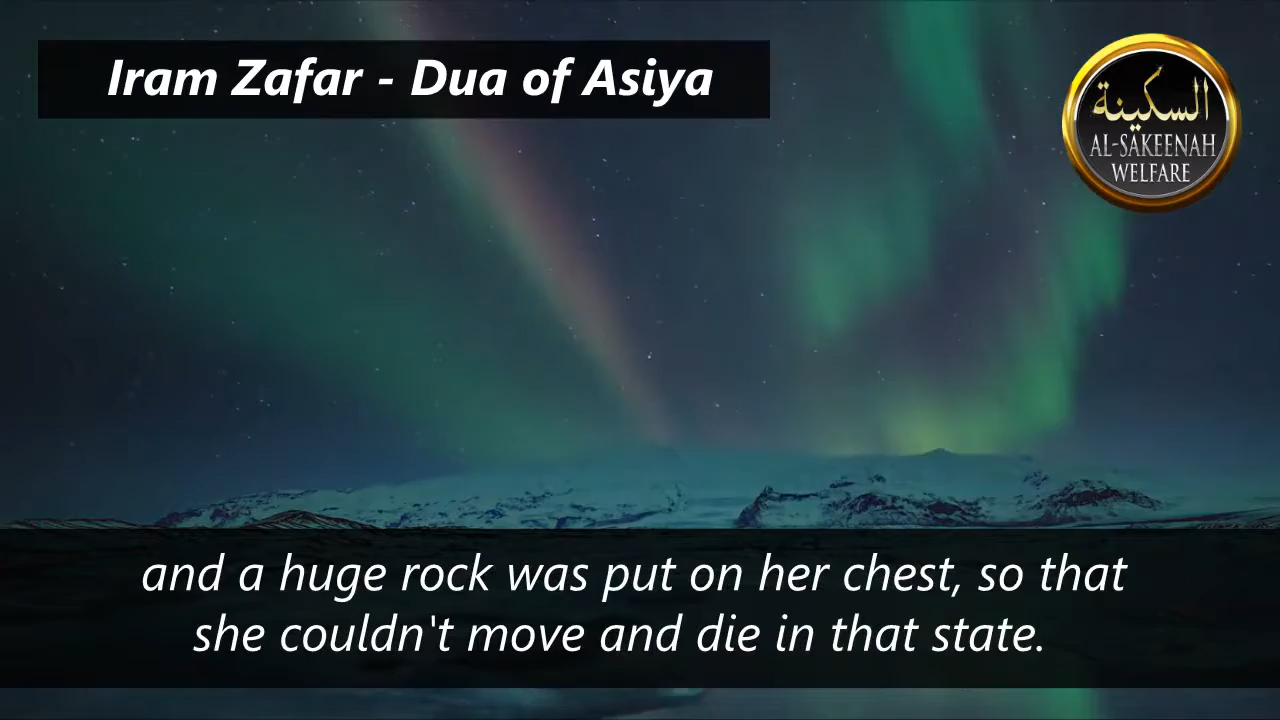 Iram Zafar - Dua of Asiya
السكينة
AL-SAKEENAH
WELFARE
and a huge rock was put on her chest, so that
she couldn't move and die in that state.